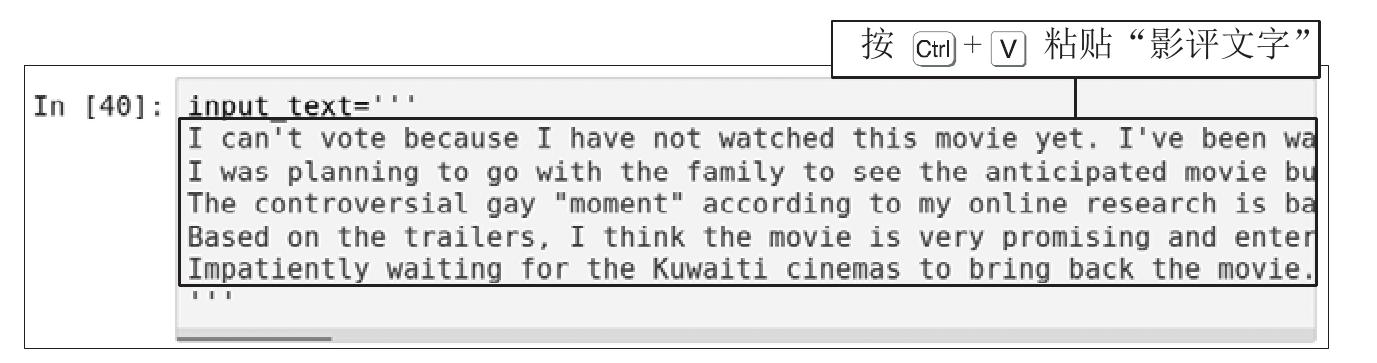 按 Ctrl + V 粘贴“影评文字”
In [40]: input_text='''
I can't vote because I have not watched this movie yet. I've been wa
I was planning to go with the family to see the anticipated movie bu
The controversial gay "moment" according to my online research is ba
Based on the trailers, I think the movie is very promising and enter
Impatiently waiting for the Kuwaiti cinemas to bring back the movie.
'''